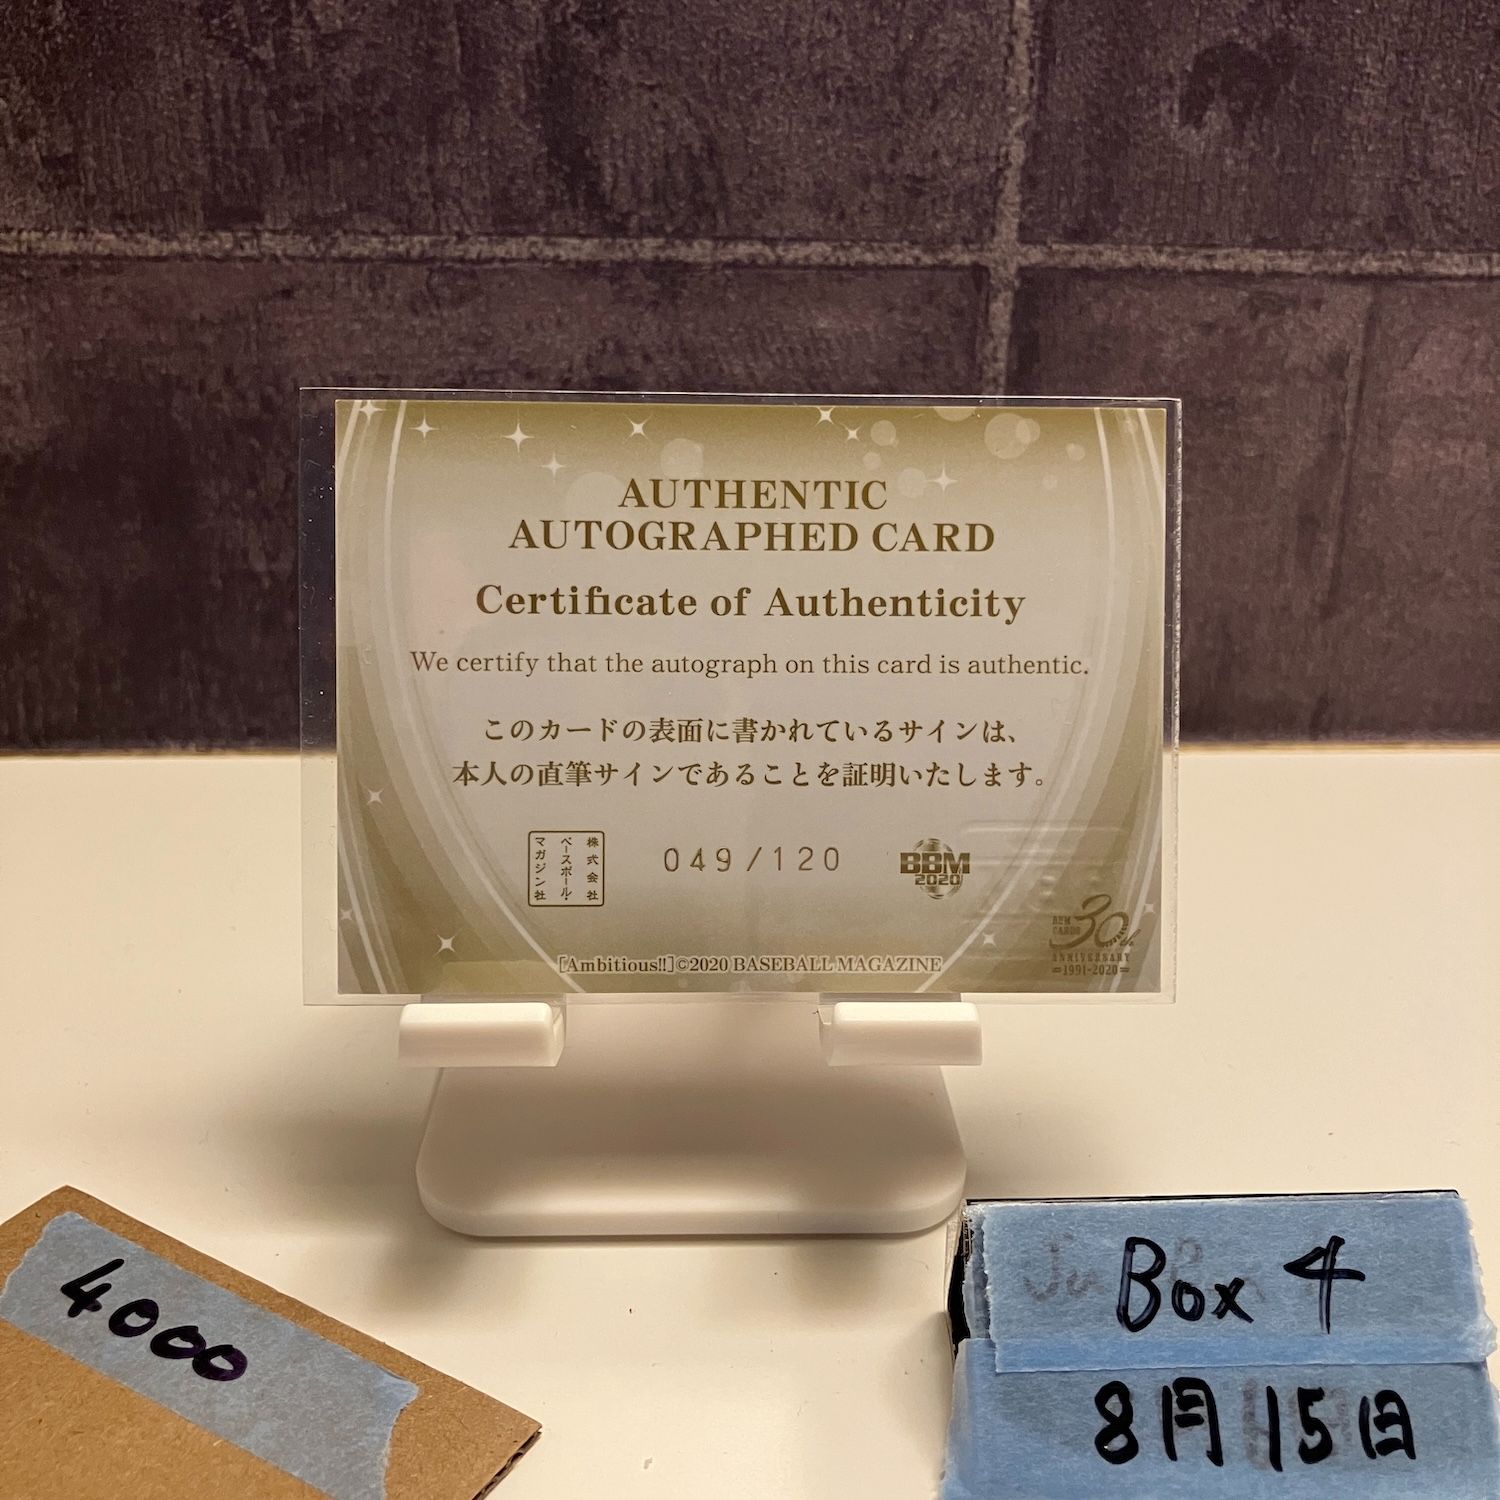 AUTHENTIC
AUTOGRAPHED CARD
Certificate of Authenticity
We certify that the autograph on this card is authentic.
このカードの表面に書かれているサインは、
本人の直筆サインであることを証明いたします。
株式会社
ベースボール・
マガジン社
049/120
BBM
2020
BBM
CARDS
30th
ANNIVERSARY
1991-2020
[Ambitious!!]©2020 BASEBALL MAGAZINE
4000
Box 4
8月15日